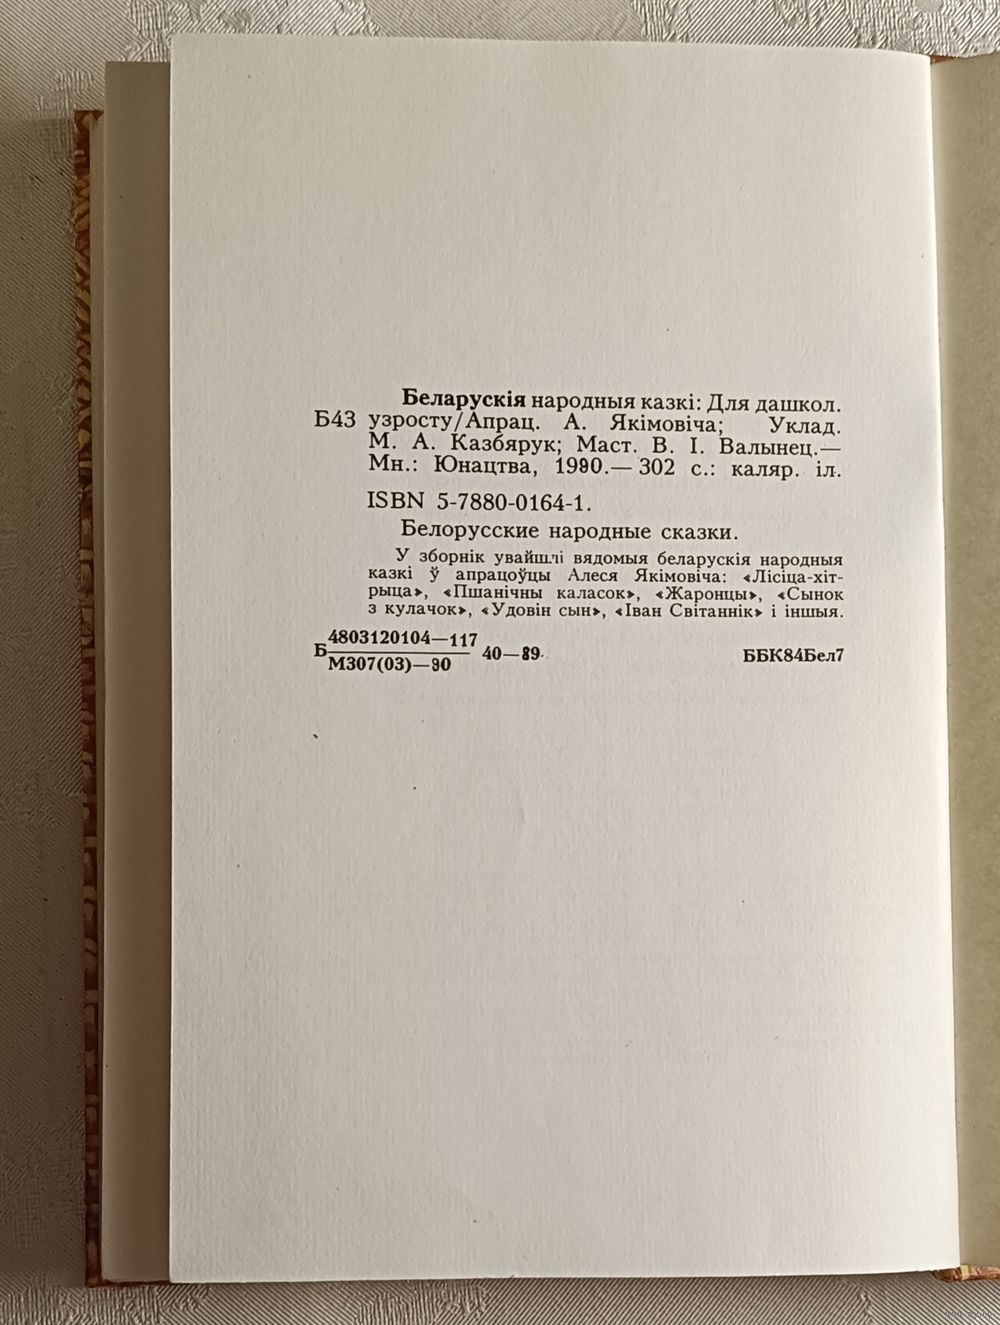 Беларускія народныя казкі: Для дашкол.
Б43 узросту/Апрац. А. Якімовіча; Уклад.
М. А. Казбярук; Маст. В. І. Валынец.—
Мн.: Юнацтва, 1990.— 302 с.: каляр. іл.
ISBN 5-7880-0164-1.
Белорусские народные сказки.
У зборнік увайшлі вядомыя беларускія народныя
казкі ў апрацоўцы Алеся Якімовіча: «Лісіца-хіт-
рыца», «Пшанічны каласок», «Жаронцы», «Сынок
з кулачок», «Удовін сын», «Іван Світаннік» і іншыя.
4803120104—117
Б 40—89
М307(03)—90
ББК84Бел7